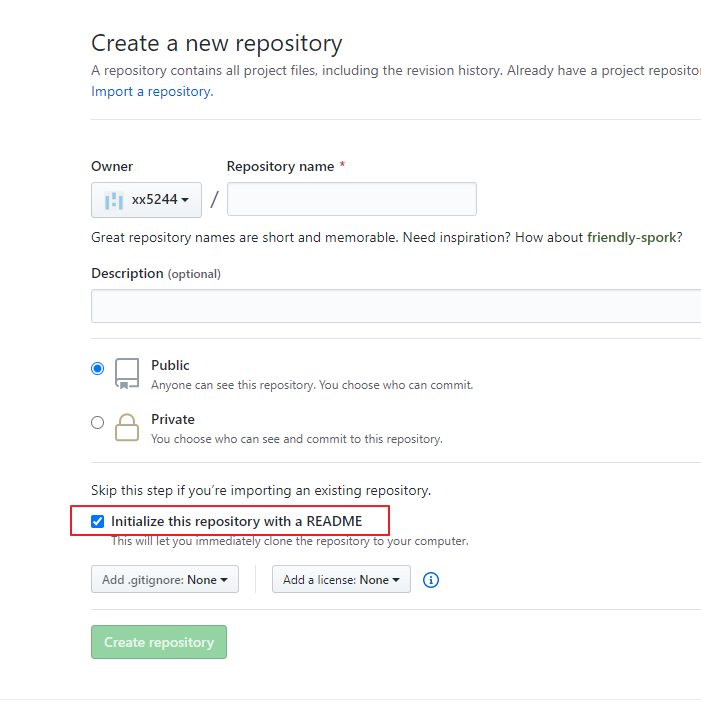 Create a new repository
A repository contains all project files, including the revision history. Already have a project reposito
Import a repository.
Owner
Repository name *
xx5244
/
Great repository names are short and memorable. Need inspiration? How about friendly-spork?
Description (optional)
Public
Anyone can see this repository. You choose who can commit.
Private
You choose who can see and commit to this repository.
Skip this step if you’re importing an existing repository.
Initialize this repository with a README
This will let you immediately clone the repository to your computer.
Add .gitignore: None
Add a license: None
Create repository